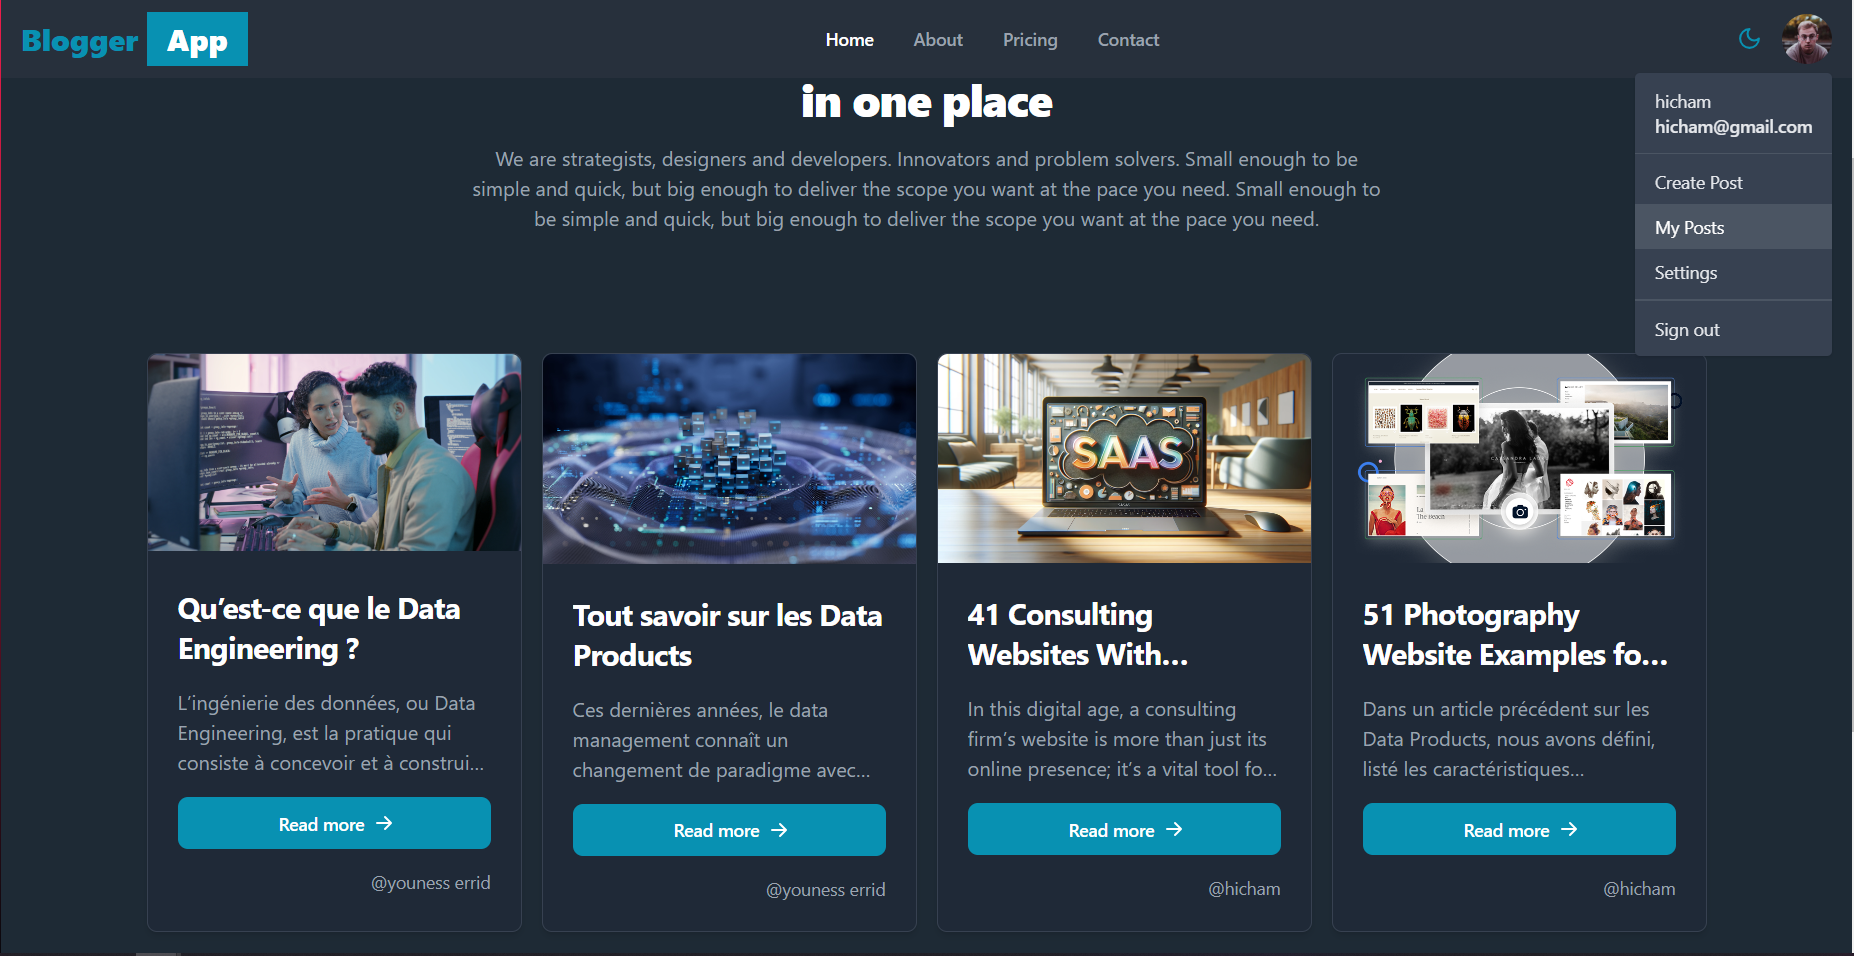 Blogger App
Home
About
Pricing
Contact
hicham
hicham@gmail.com
Create Post
My Posts
Settings
Sign out
in one place
We are strategists, designers and developers. Innovators and problem solvers. Small enough to be
simple and quick, but big enough to deliver the scope you want at the pace you need. Small enough to
be simple and quick, but big enough to deliver the scope you want at the pace you need.
Qu’est-ce que le Data
Engineering ?
L’ingénierie des données, ou Data
Engineering, est la pratique qui
consiste à concevoir et à construi...
Read more
@youness errid
Tout savoir sur les Data
Products
Ces dernières années, le data
management connaît un
changement de paradigme avec...
Read more
@youness errid
SAAS
41 Consulting
Websites With...
In this digital age, a consulting
firm’s website is more than just its
online presence; it’s a vital tool fo...
Read more
@hicham
La
The Beach
51 Photography
Website Examples fo...
Dans un article précédent sur les
Data Products, nous avons défini,
listé les caractéristiques...
Read more
@hicham